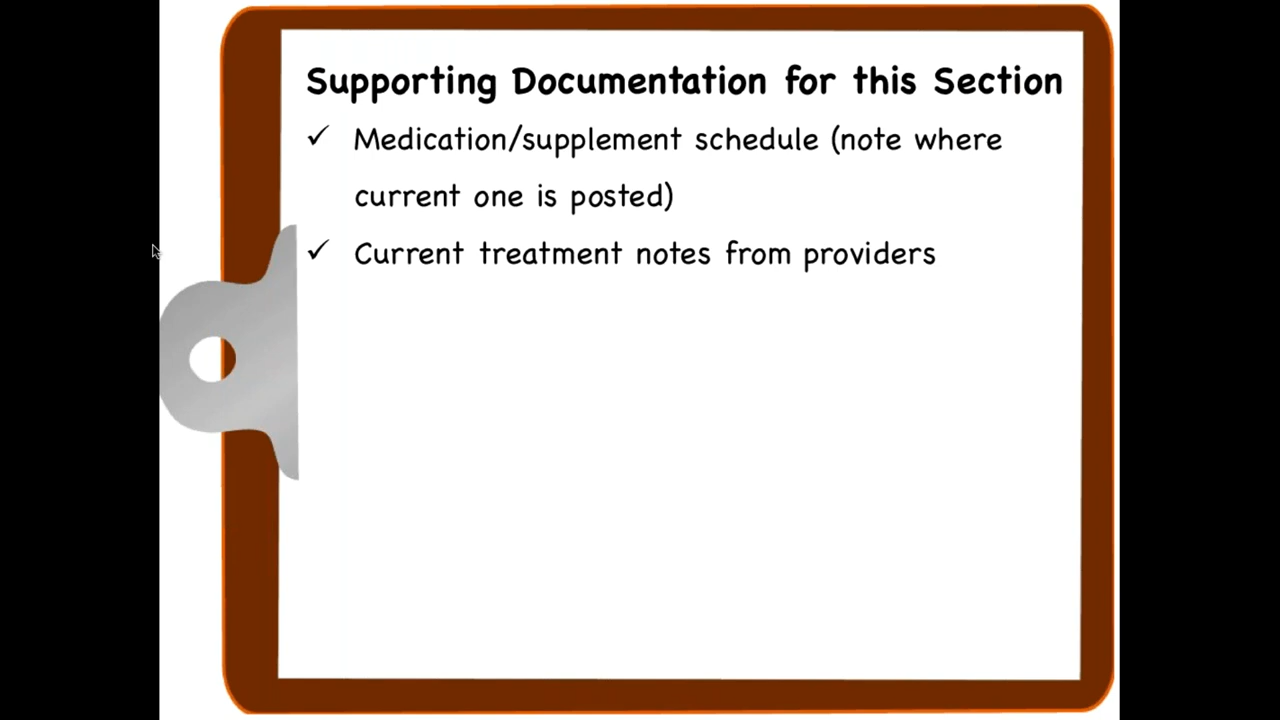 Supporting Documentation for this Section
✓ Medication/supplement schedule (note where
current one is posted)
✓ Current treatment notes from providers